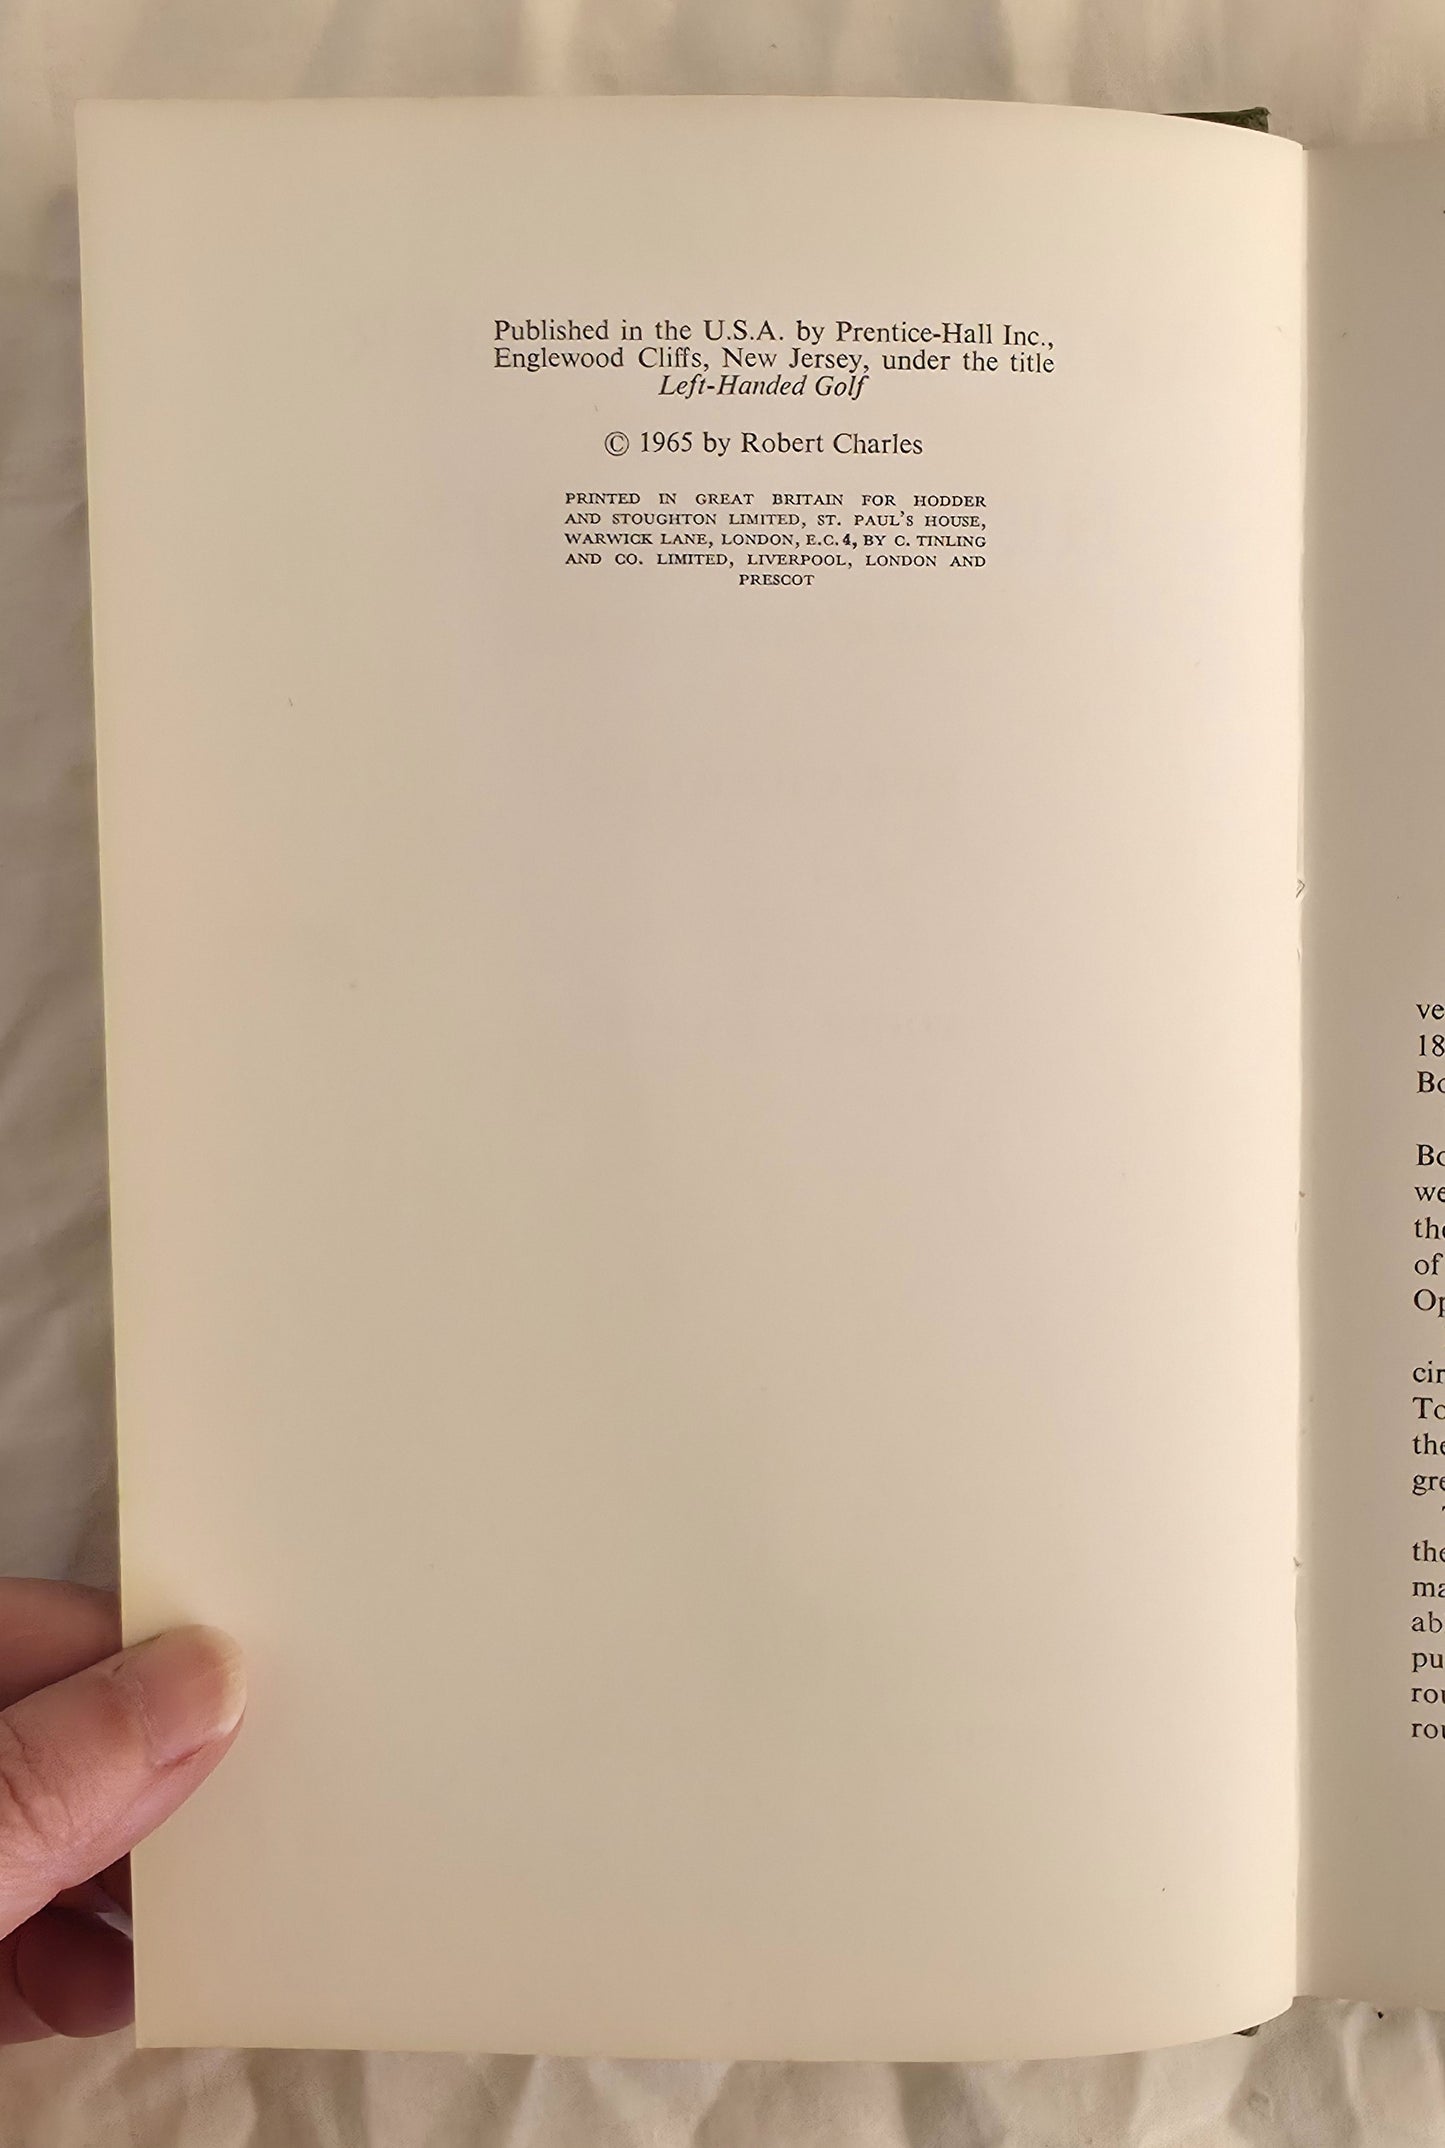 Published in the U.S.A. by Prentice-Hall Inc.,
Englewood Cliffs, New Jersey, under the title
Left-Handed Golf
© 1965 by Robert Charles
PRINTED IN GREAT BRITAIN FOR HODDER
AND STOUGHTON LIMITED, ST. PAUL'S HOUSE,
WARWICK LANE, LONDON, E.C.4, BY C. TINLING
AND CO. LIMITED, LIVERPOOL, LONDON AND
PRESCOT
of